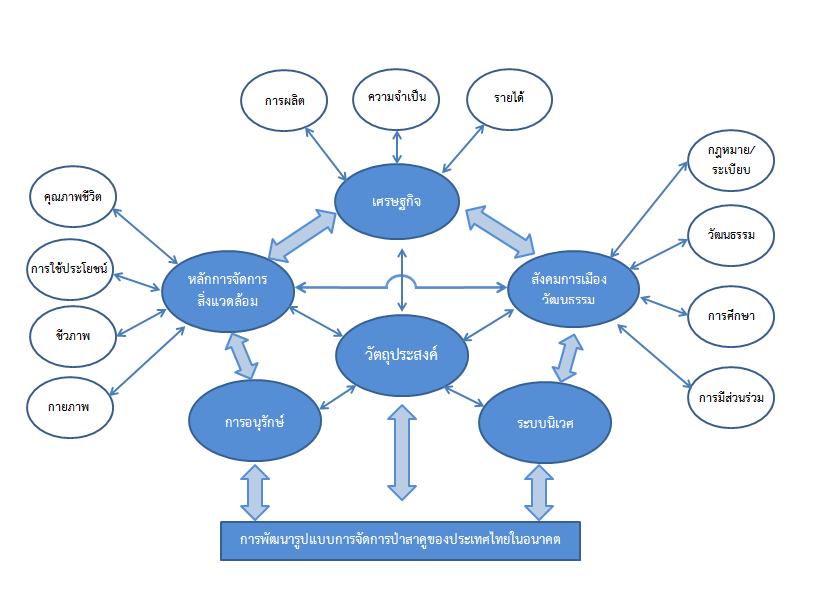 การผลิต
ความจำเป็น
รายได้
กฎหมาย/
ระเบียบ
คุณภาพชีวิต
เศรษฐกิจ
วัฒนธรรม
การใช้ประโยชน์
หลักการจัดการ
สิ่งแวดล้อม
สังคมการเมือง
วัฒนธรรม
การศึกษา
ชีวภาพ
วัตถุประสงค์
กายภาพ
การมีส่วนร่วม
การอนุรักษ์
ระบบนิเวศ
การพัฒนารูปแบบการจัดการป่าสาคูของประเทศไทยในอนาคต